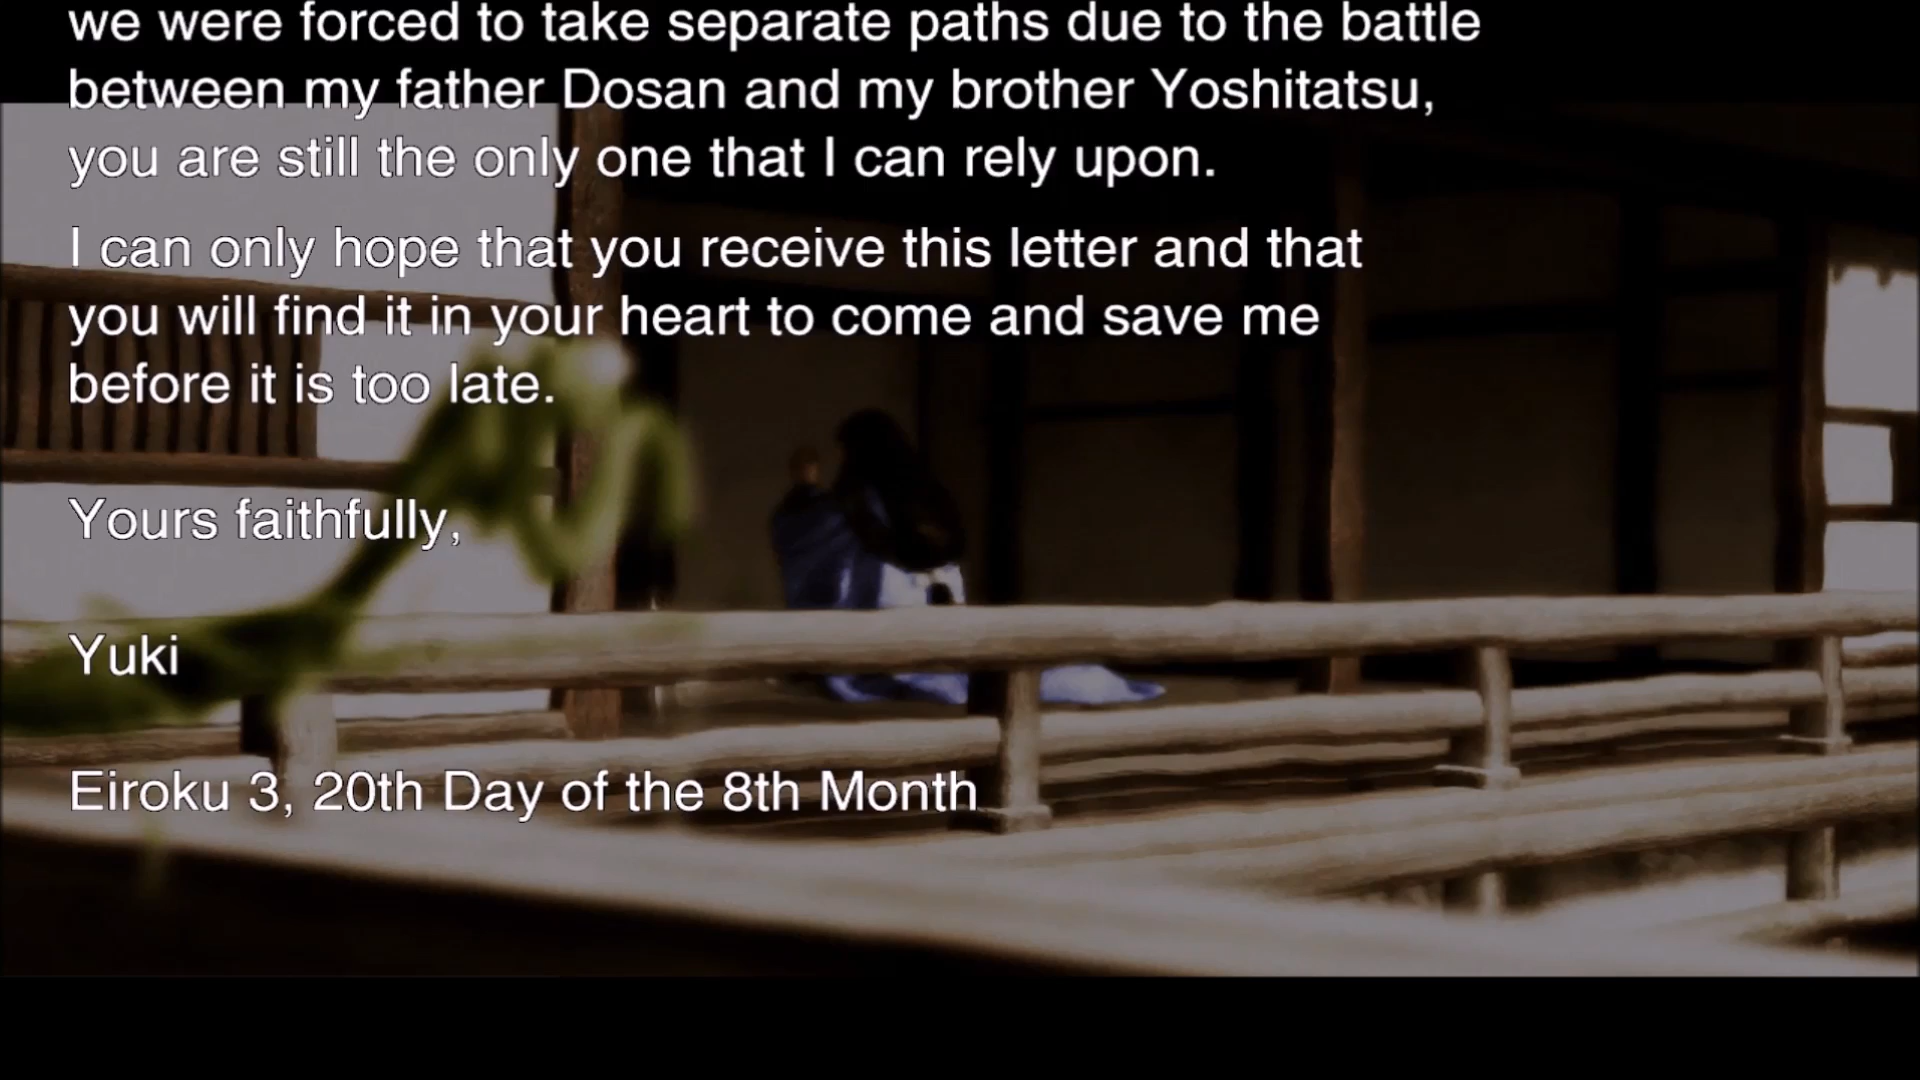 we were forced to take separate paths due to the battle
between my father Dosan and my brother Yoshitatsu,
you are still the only one that I can rely upon.
I can only hope that you receive this letter and that
you will find it in your heart to come and save me
before it is too late.
Yours faithfully,
Yuki
Eiroku 3, 20th Day of the 8th Month